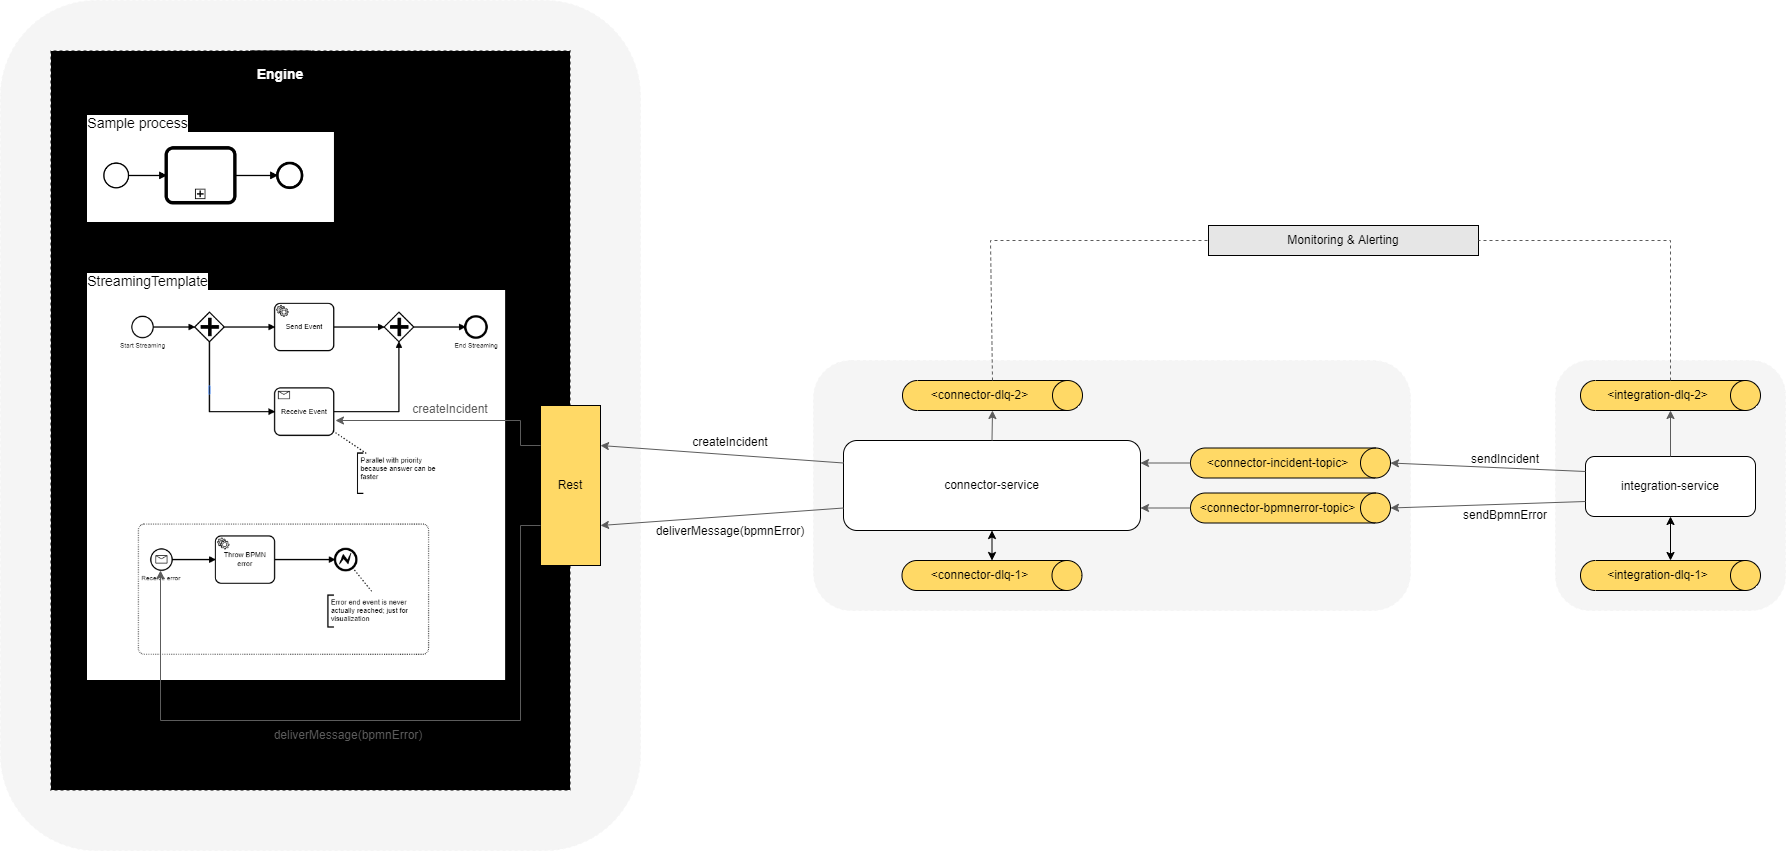 Engine
Sample process
StreamingTemplate
Send Event
Start Streaming
End Streaming
Receive Event
createIncident
Parallel with priority
because answer can be
faster
Throw BPMN
error
Receive error
Error end event is never
actually reached; just for
visualization
deliverMessage(bpmnError)
Rest
createIncident
deliverMessage(bpmnError)
Monitoring & Alerting
<connector-dlq-2>
connector-service
<connector-dlq-1>
<connector-incident-topic>
<connector-bpmnerror-topic>
sendIncident
sendBpmnError
<integration-dlq-2>
integration-service
<integration-dlq-1>